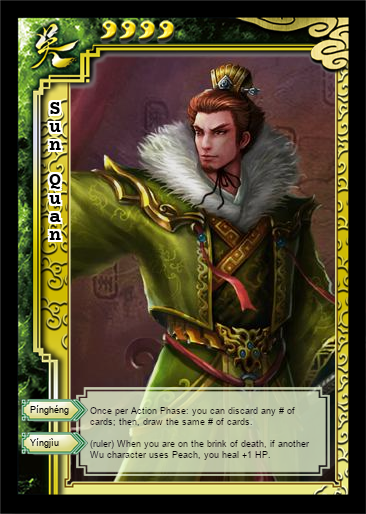 吴
Sun Quan
Pínghéng
Once per Action Phase: you can discard any # of
cards; then, draw the same # of cards.
Yíngjìu
(ruler) When you are on the brink of death, if another
Wu character uses Peach, you heal +1 HP.